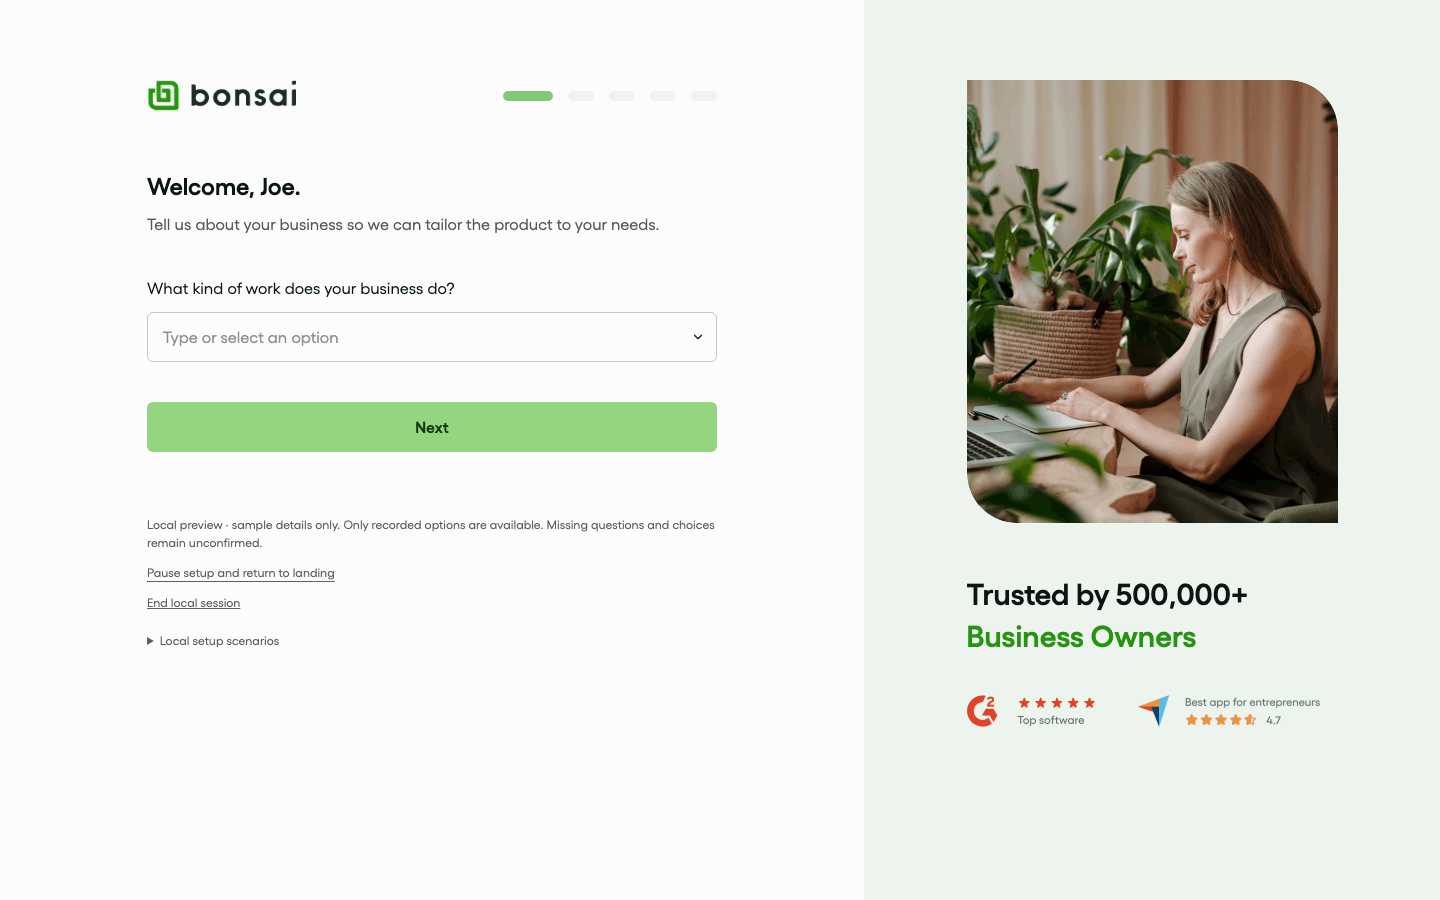 bonsai
Welcome, Joe.
Tell us about your business so we can tailor the product to your needs.
What kind of work does your business do?
Type or select an option
Next
Local preview · sample details only. Only recorded options are available. Missing questions and choices
remain unconfirmed.
Pause setup and return to landing
End local session
Local setup scenarios
Trusted by 500,000+
Business Owners
G2
Top software
Best app for entrepreneurs
4.7